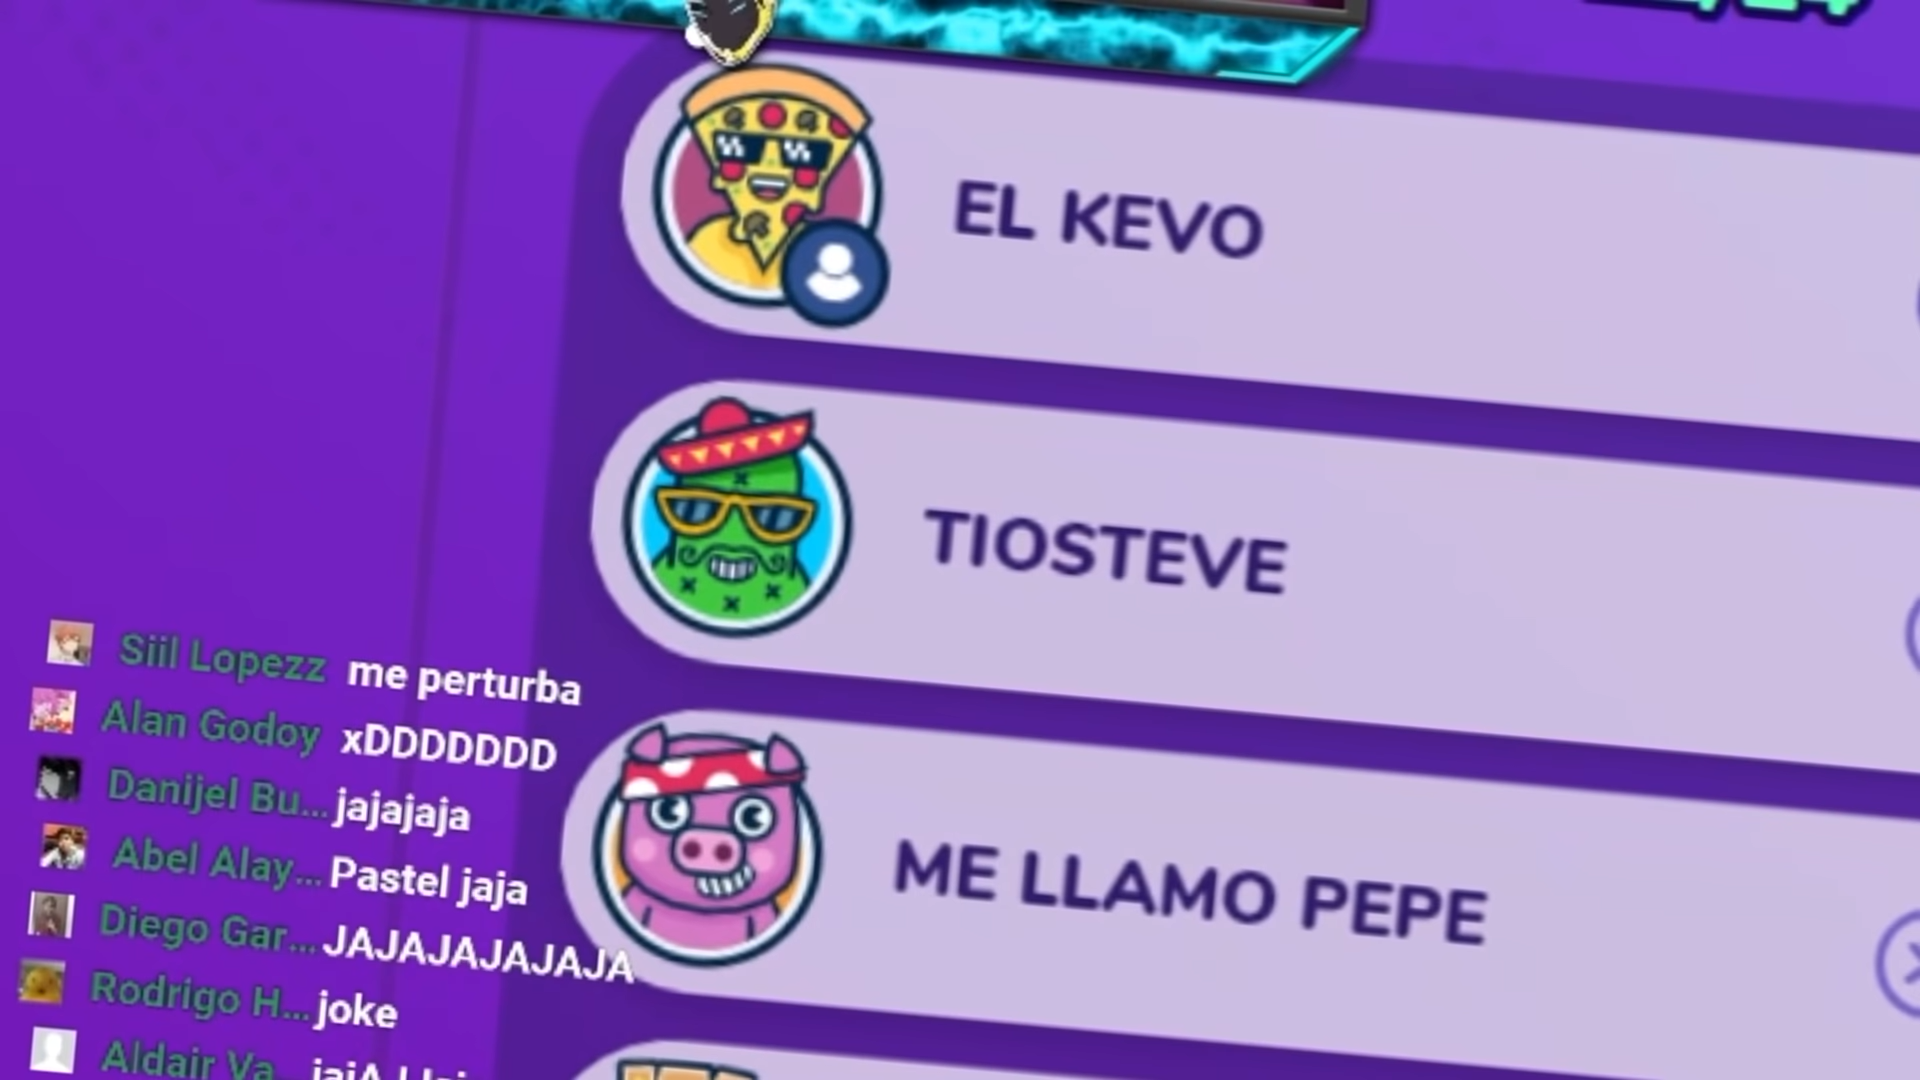 EL KEVO
TIOSTEVE
ME LLAMO PEPE
Siil Lopezz me perturba
Alan Godoy xDDDDDDD
Danijel Bu... jajajaja
Abel Alay... Pastel jaja
Diego Gar... JAJAJAJAJAJA
Rodrigo H... joke
Aldair Va...